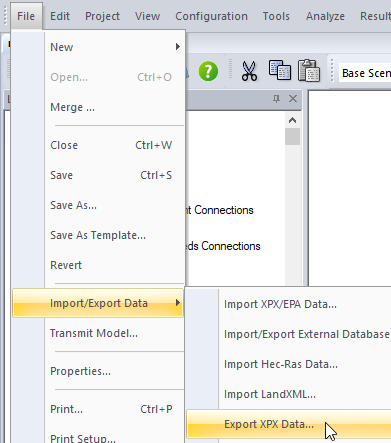 File Edit Project View Configuration Tools Analyze Results
New
Open... Ctrl+O
Base Scen
Merge ...
Close Ctrl+W
Save Ctrl+S
Save As...
nt Connections
Save As Template...
ds Connections
Revert
Import/Export Data
Import XPX/EPA Data...
Transmit Model...
Import/Export External Database
Properties...
Import Hec-Ras Data...
Import LandXML...
Print... Ctrl+P
Export XPX Data...
Print Setup...